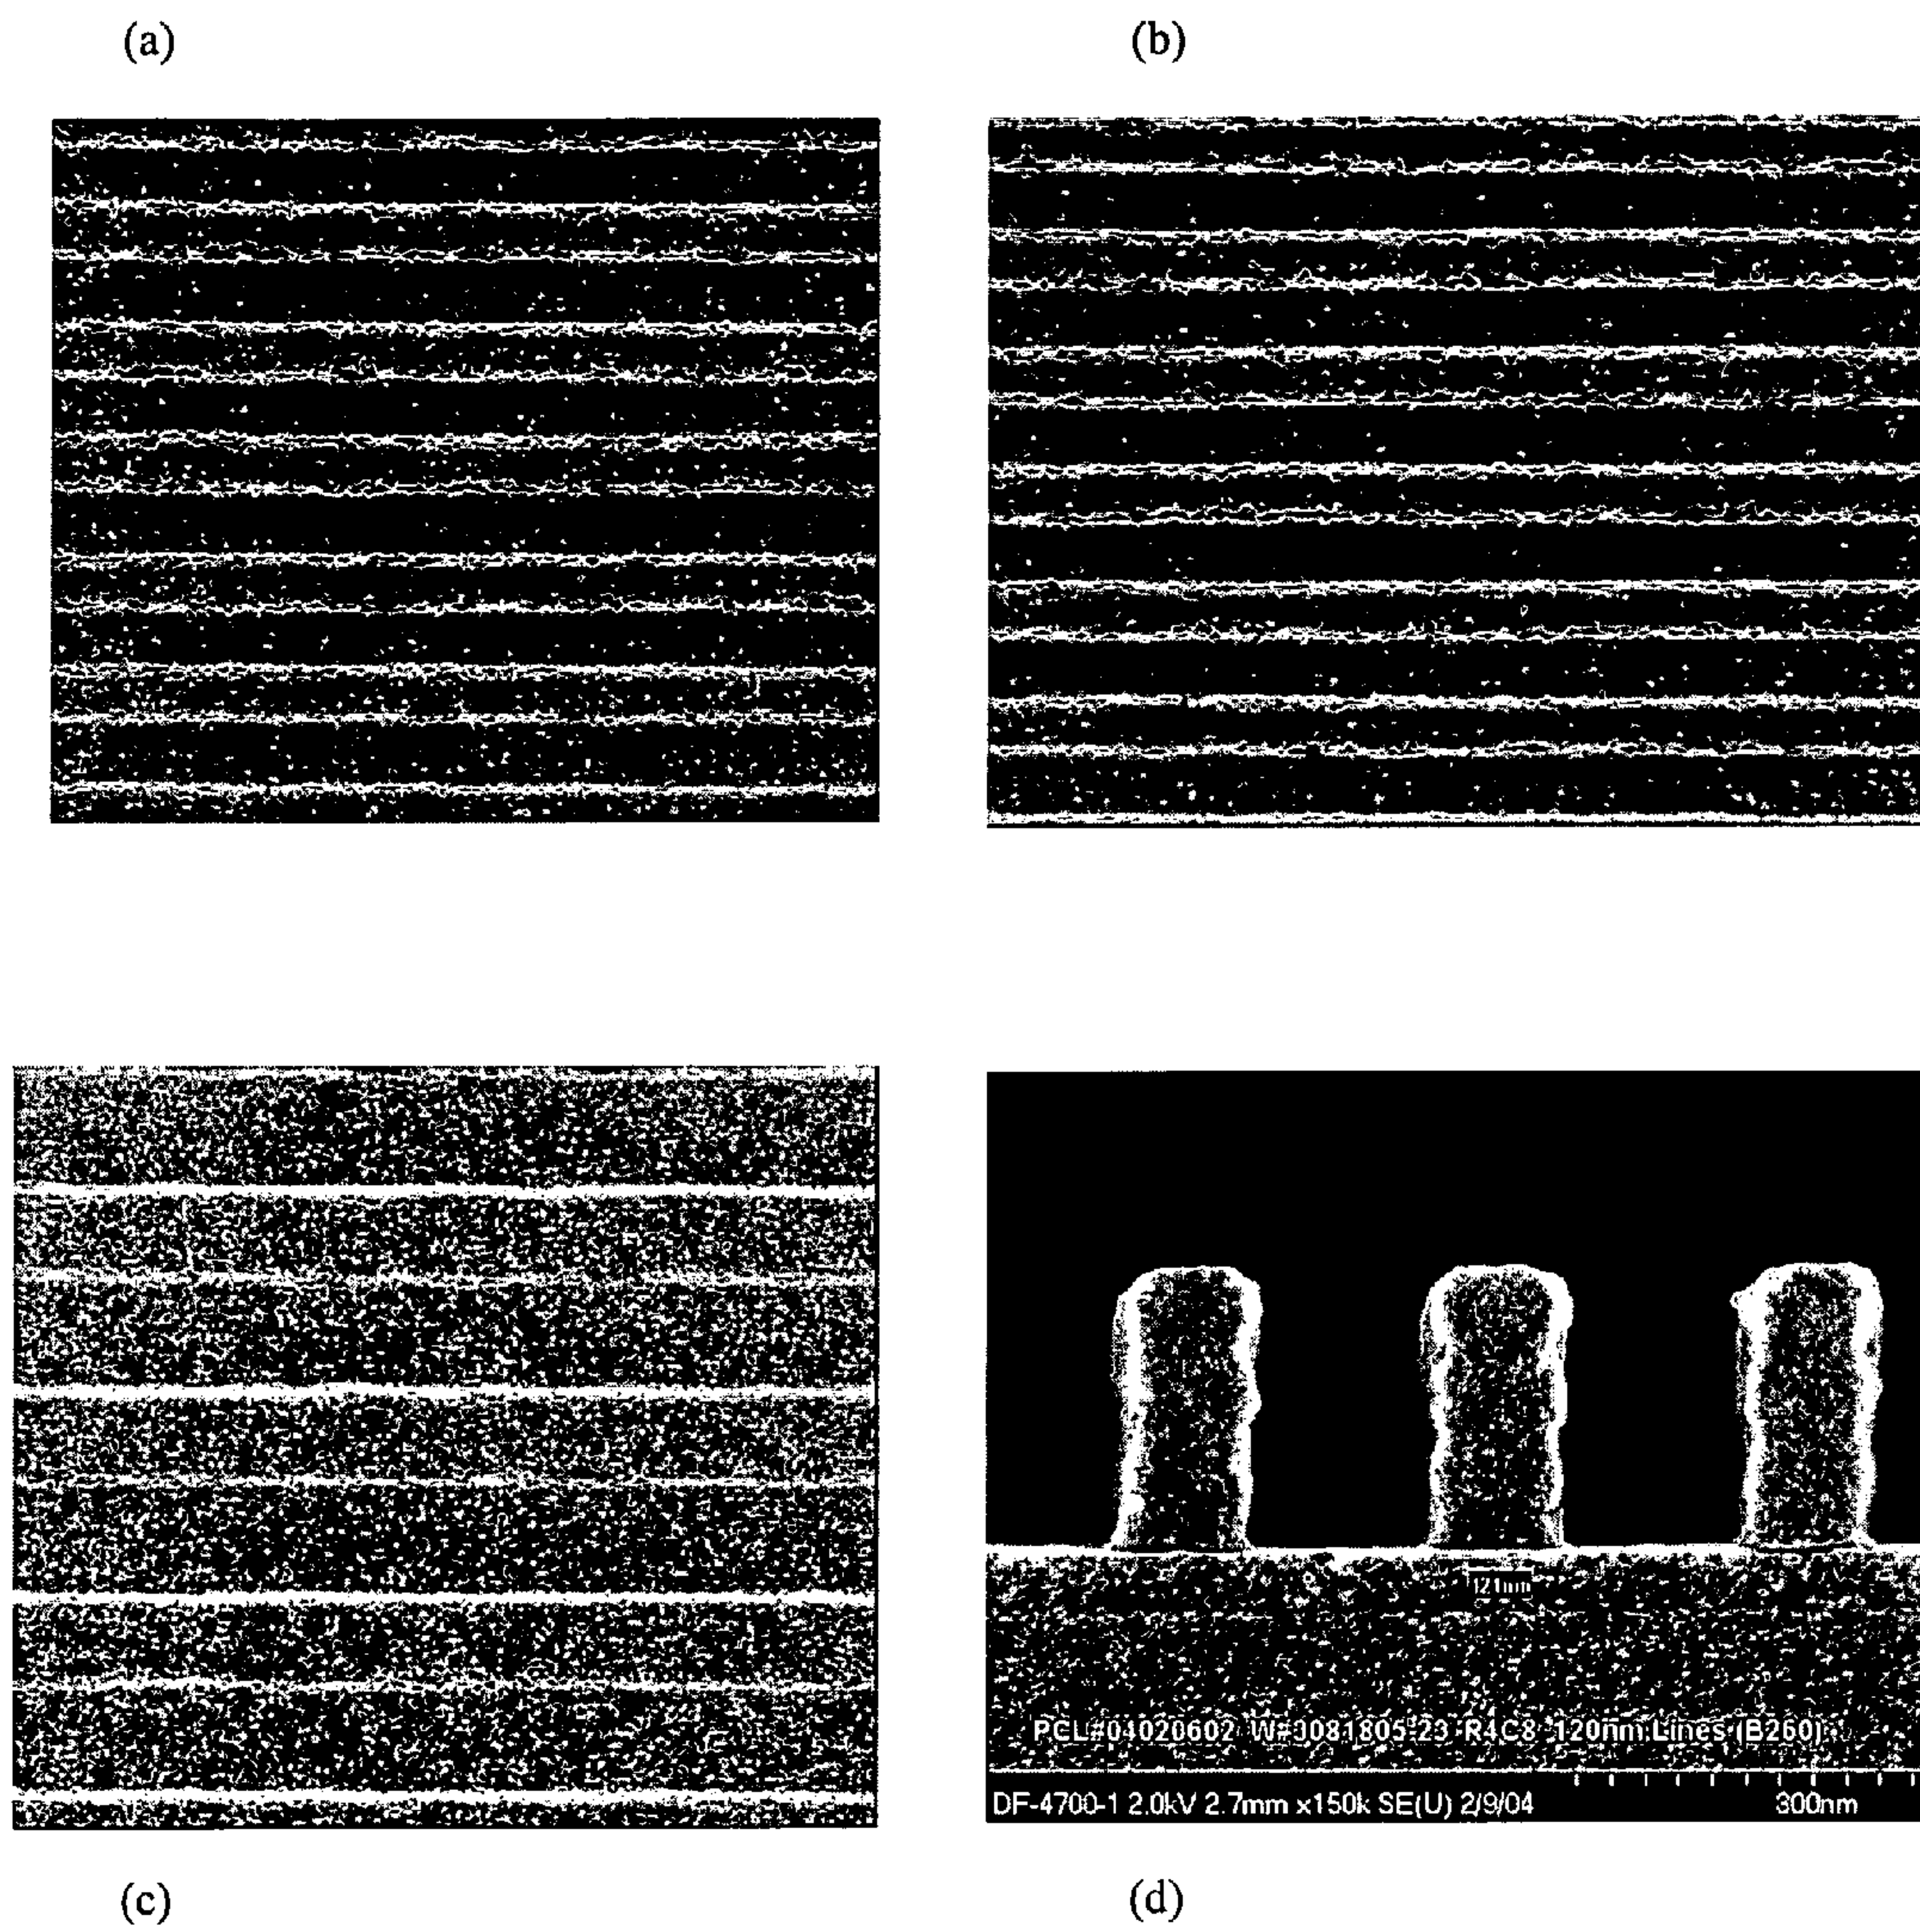 (a)
(b)
121nm
PCL#04020602 W#3081805-23 R4C8 120nm Lines (B260)
DF-4700-1 2.0kV 2.7mm x150k SE(U) 2/9/04
300nm
(c)
(d)